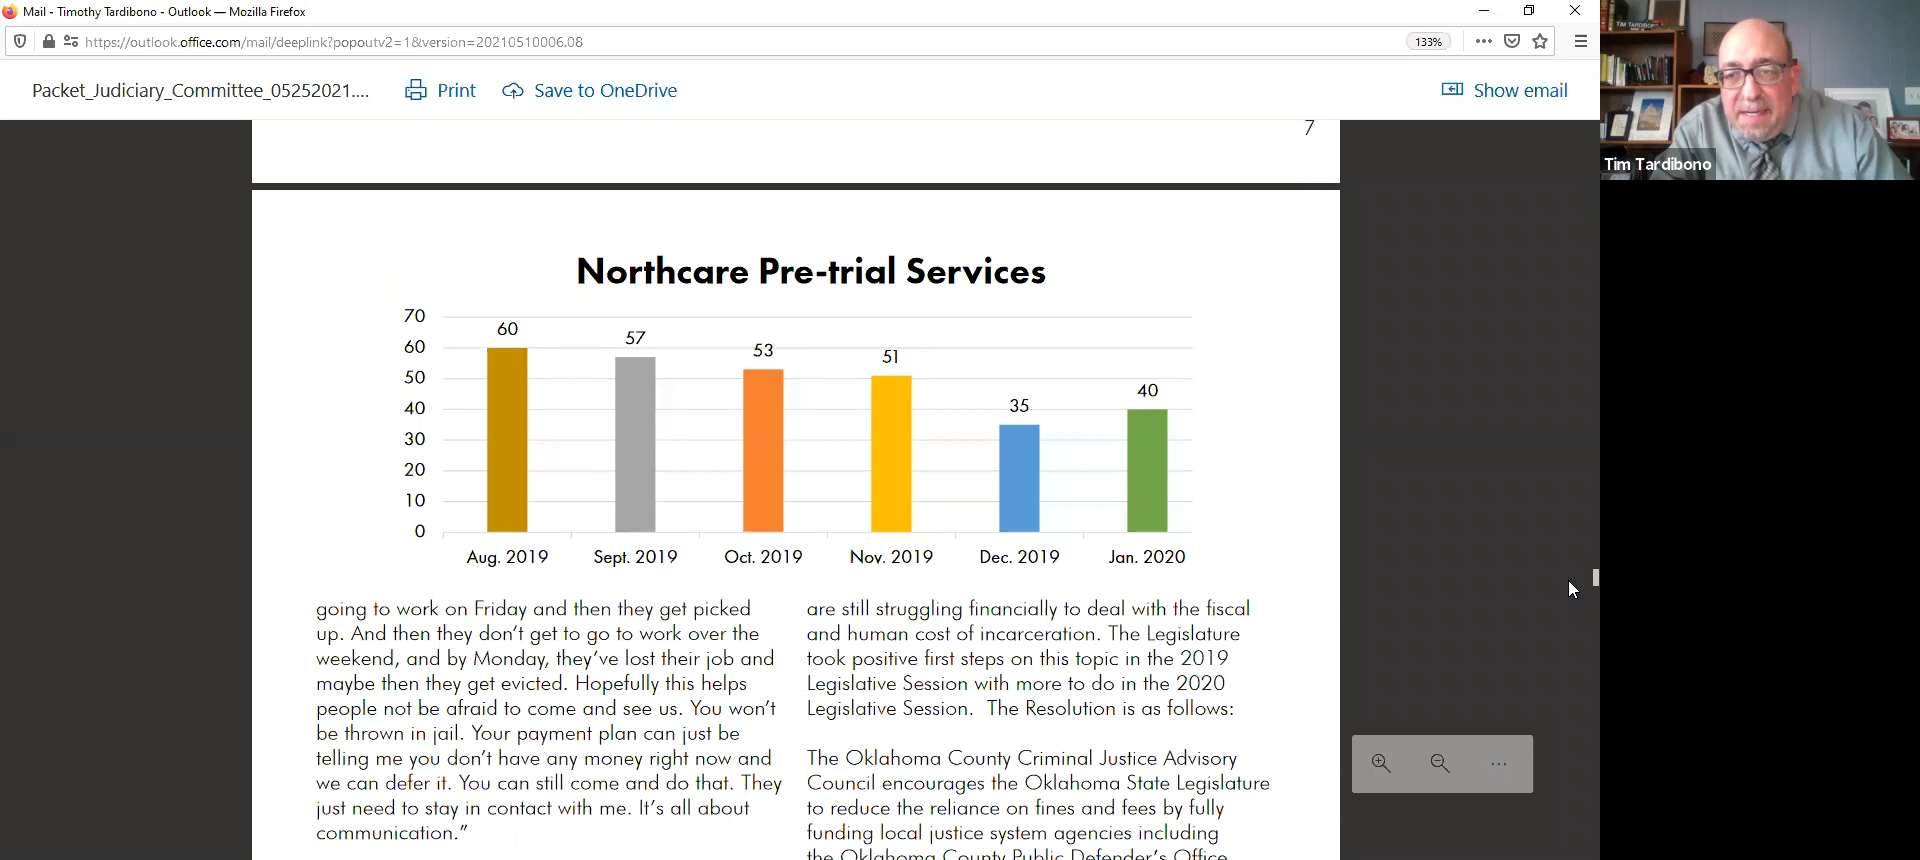 Mail - Timothy Tardibono - Outlook — Mozilla Firefox
https://outlook.office.com/mail/deeplink?popoutv2=1&version=20210510006.08
133%
Packet_Judiciary_Committee_05252021....
Print
Save to OneDrive
Show email
TIM TARDIBONO
Tim Tardibono
7
Northcare Pre-trial Services
70
60
50
40
30
20
10
0
60
57
53
51
35
40
Aug. 2019
Sept. 2019
Oct. 2019
Nov. 2019
Dec. 2019
Jan. 2020
going to work on Friday and then they get picked
up. And then they don't get to go to work over the
weekend, and by Monday, they've lost their job and
maybe then they get evicted. Hopefully this helps
people not be afraid to come and see us. You won't
be thrown in jail. Your payment plan can just be
telling me you don't have any money right now and
we can defer it. You can still come and do that. They
just need to stay in contact with me. It's all about
communication.”
are still struggling financially to deal with the fiscal
and human cost of incarceration. The Legislature
took positive first steps on this topic in the 2019
Legislative Session with more to do in the 2020
Legislative Session.  The Resolution is as follows:
The Oklahoma County Criminal Justice Advisory
Council encourages the Oklahoma State Legislature
to reduce the reliance on fines and fees by fully
funding local justice system agencies including
the Oklahoma County Public Defender's Office